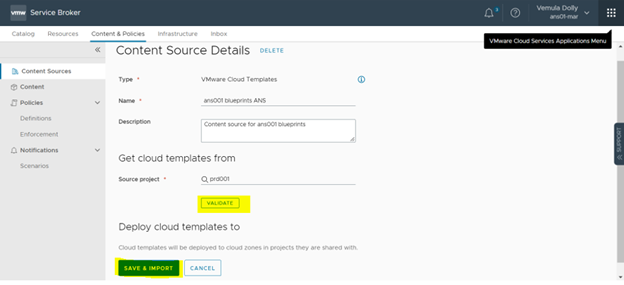 vmw Service Broker
Vemula Dolly
ans01-mar
Catalog Resources Content & Policies Infrastructure Inbox
VMware Cloud Services Applications Menu
Content Sources
Content
Policies
Definitions
Enforcement
Notifications
Scenarios
Content Source Details DELETE
Type * VMware Cloud Templates
Name * ans001 blueprints ANS
Description Content source for ans001 blueprints
Get cloud templates from
Source project * prd001
VALIDATE
Deploy cloud templates to
Cloud templates will be deployed to cloud zones in projects they are shared with.
SAVE & IMPORT CANCEL
SUPPORT